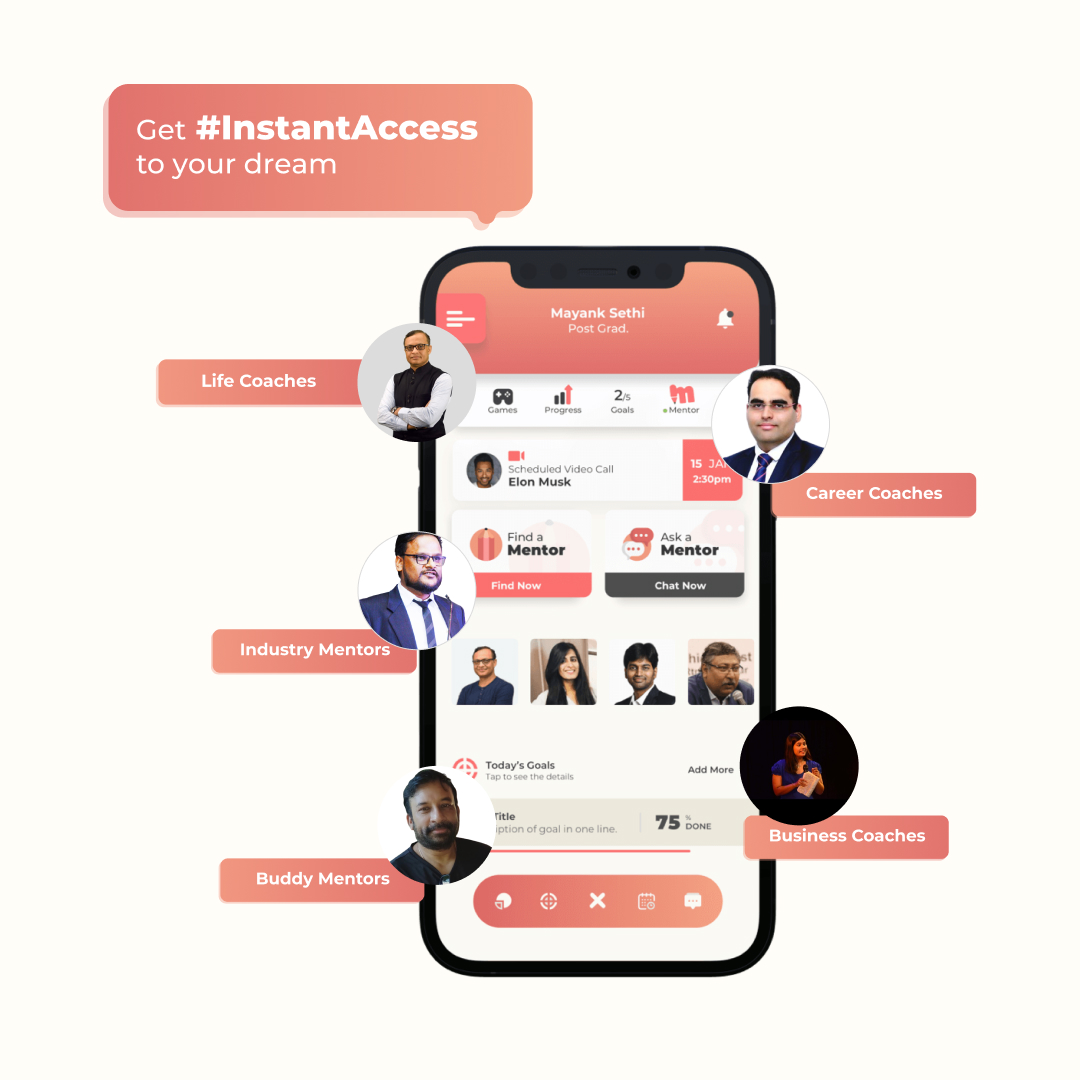 Get #InstantAccess
to your dream
Mayank Sethi
Post Grad.
Life Coaches
Games
Progress
2/5
Goals
m
Mentor
Scheduled Video Call
Elon Musk
15 JA
2:30pm
Career Coaches
Find a
Mentor
Find Now
Ask a
Mentor
Chat Now
Industry Mentors
Today's Goals
Tap to see the details
Add More
Title
iption of goal in one line.
75 %
DONE
Business Coaches
Buddy Mentors